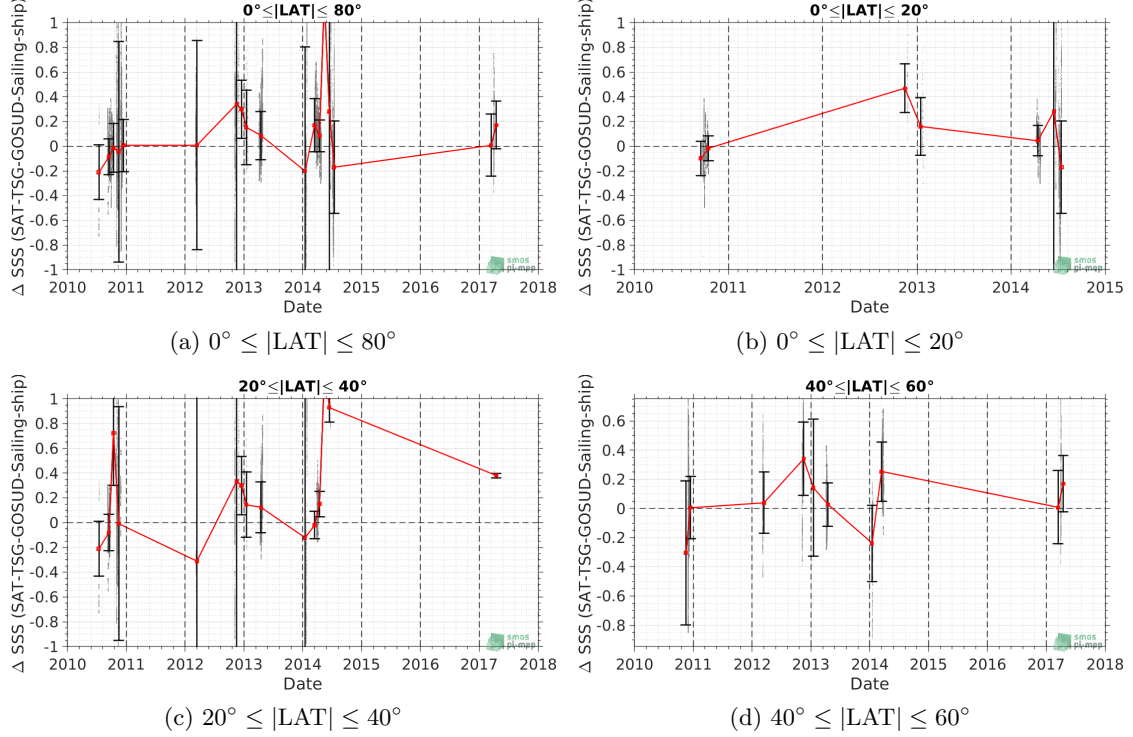 0°≤|LAT|≤ 80°
Δ SSS (SAT-TSG-GOSUD-Sailing-ship)
1
0.8
0.6
0.4
0.2
0
-0.2
-0.4
-0.6
-0.8
-1
2010 2011 2012 2013 2014 2015 2016 2017 2018
Date
smos
pi-mep
(a) 0° ≤ |LAT| ≤ 80°
0°≤|LAT|≤ 20°
Δ SSS (SAT-TSG-GOSUD-Sailing-ship)
1
0.8
0.6
0.4
0.2
0
-0.2
-0.4
-0.6
-0.8
-1
2010 2011 2012 2013 2014 2015
Date
smos
pi-mep
(b) 0° ≤ |LAT| ≤ 20°
20°≤|LAT|≤ 40°
Δ SSS (SAT-TSG-GOSUD-Sailing-ship)
1
0.8
0.6
0.4
0.2
0
-0.2
-0.4
-0.6
-0.8
-1
2010 2011 2012 2013 2014 2015 2016 2017 2018
Date
smos
pi-mep
(c) 20° ≤ |LAT| ≤ 40°
40°≤|LAT|≤ 60°
Δ SSS (SAT-TSG-GOSUD-Sailing-ship)
0.6
0.4
0.2
0
-0.2
-0.4
-0.6
-0.8
2010 2011 2012 2013 2014 2015 2016 2017 2018
Date
smos
pi-mep
(d) 40° ≤ |LAT| ≤ 60°